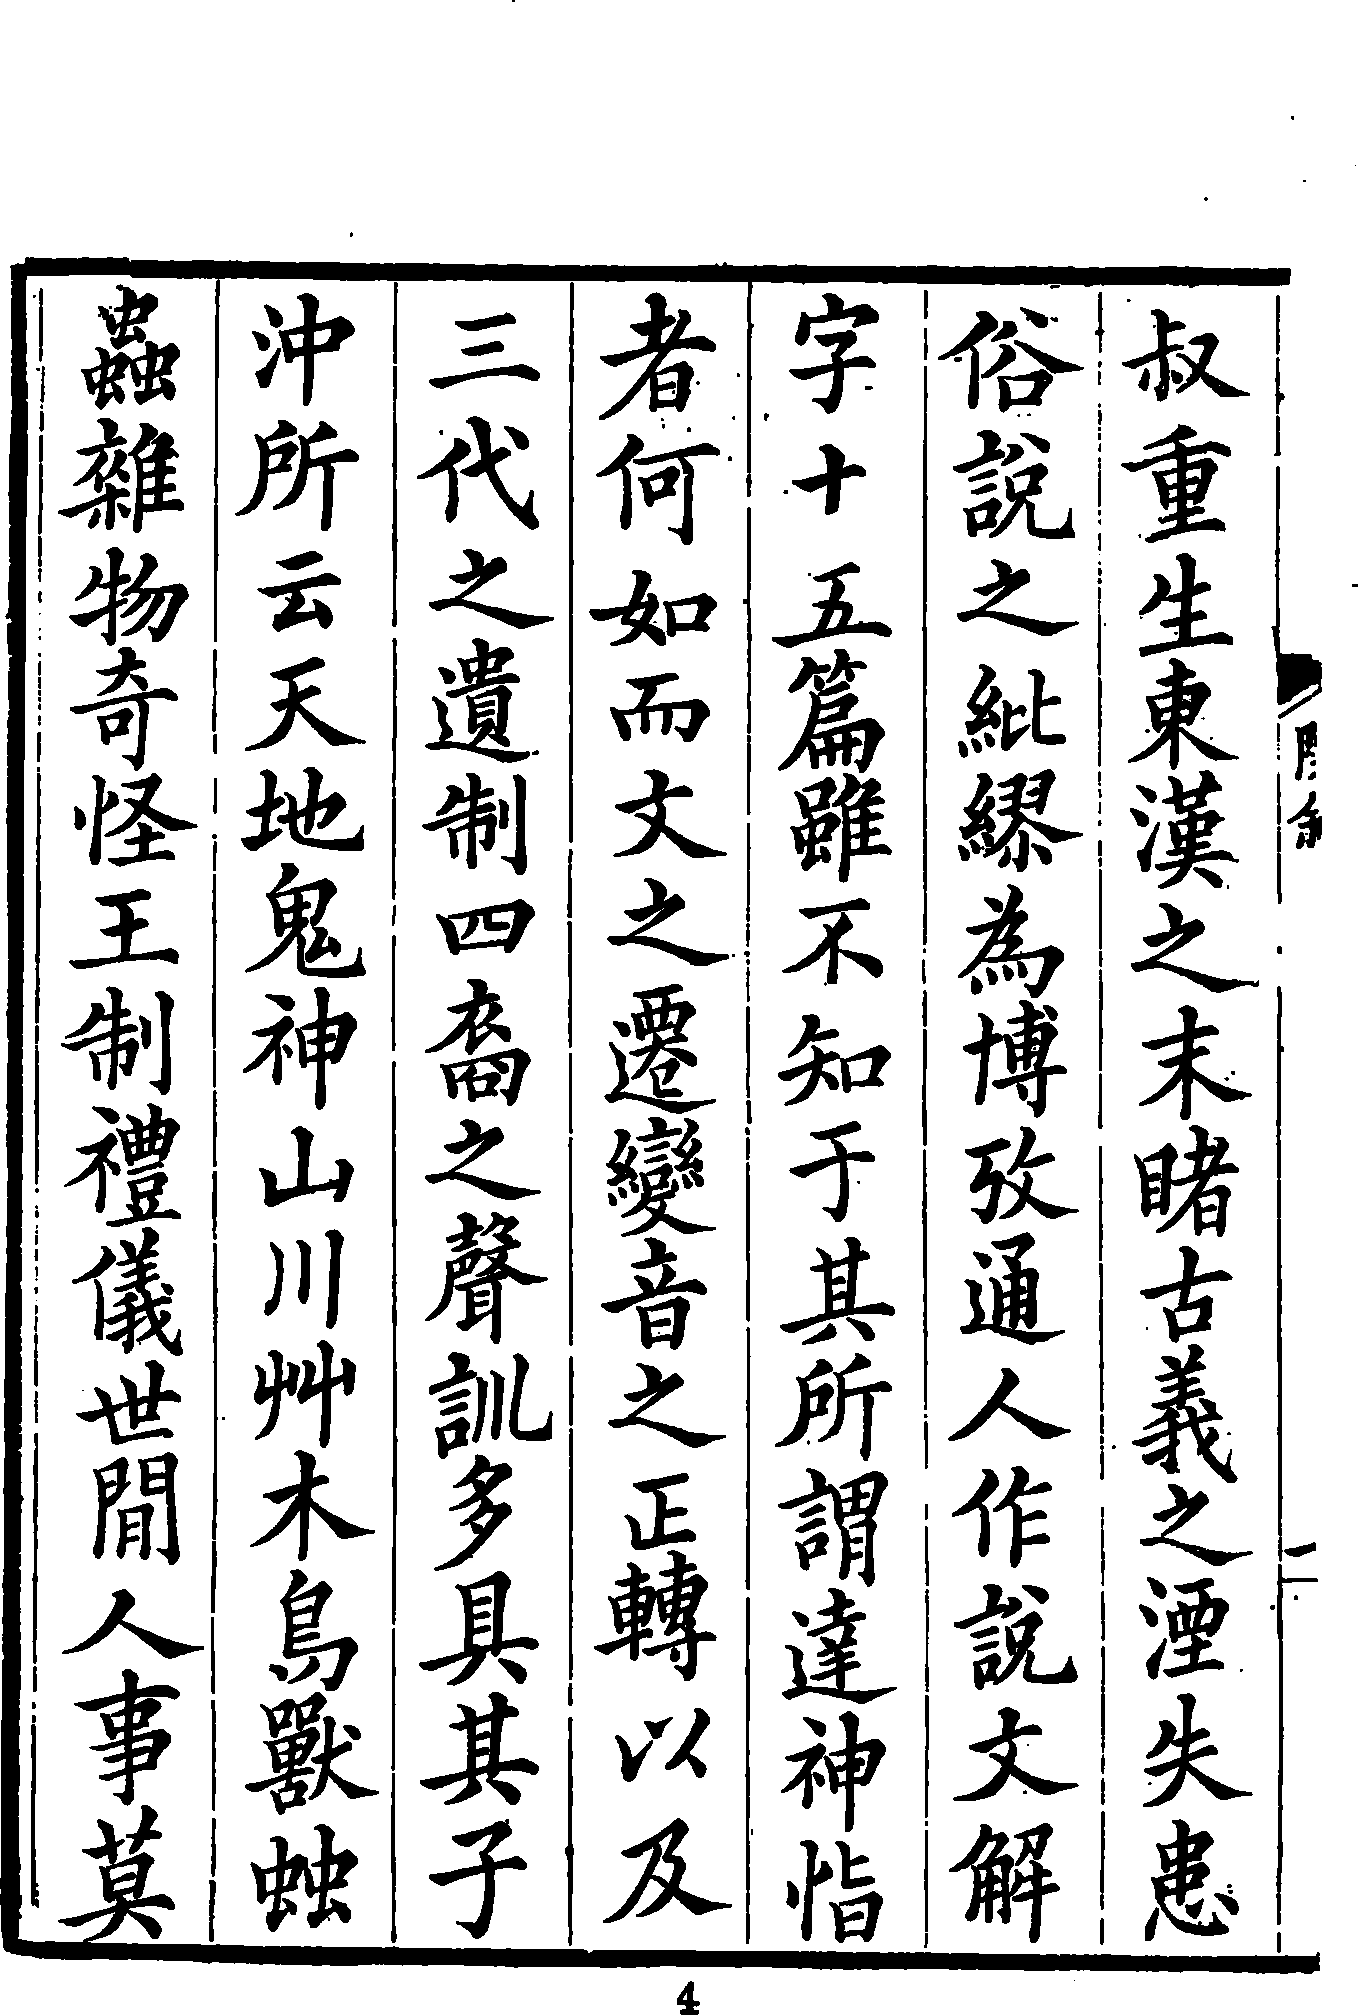 叔重生東漢之末睹古義之湮失患
俗說之紕繆為博攷通人作說文解
字十五篇雖不知于其所謂達神恉
者何如而文之遷變音之正轉以及
三代之遺制四裔之聲訓多具其子
沖所云天地鬼神山川艸木鳥獸䖵
蟲雜物奇怪王制禮儀世閒人事莫
二
4